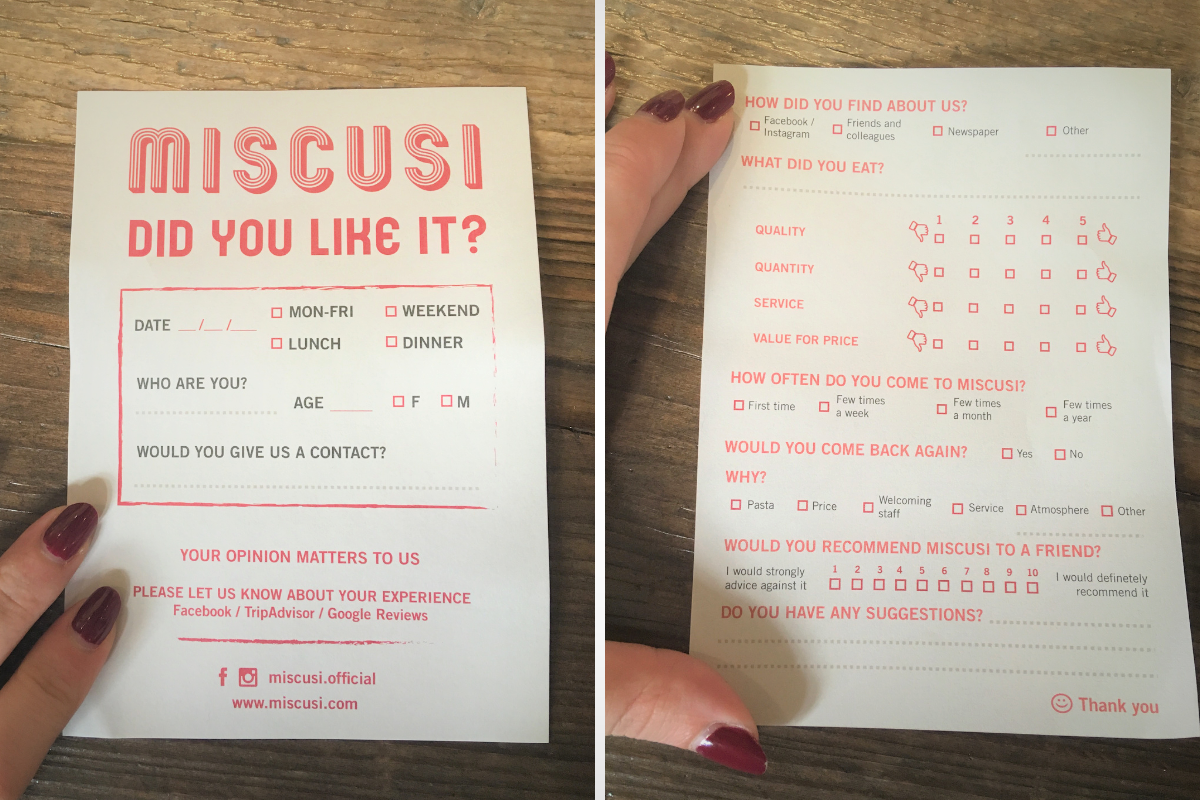 MISCUSI
DID YOU LIKE IT?
DATE __/__/___ MON-FRI WEEKEND
LUNCH DINNER
WHO ARE YOU?
AGE _____ F M
WOULD YOU GIVE US A CONTACT?
YOUR OPINION MATTERS TO US
PLEASE LET US KNOW ABOUT YOUR EXPERIENCE
Facebook / TripAdvisor / Google Reviews
miscusi.official
www.miscusi.com
HOW DID YOU FIND ABOUT US?
Facebook / Instagram Friends and colleagues Newspaper Other
WHAT DID YOU EAT?
1 2 3 4 5
QUALITY
QUANTITY
SERVICE
VALUE FOR PRICE
HOW OFTEN DO YOU COME TO MISCUSI?
First time Few times a week Few times a month Few times a year
WOULD YOU COME BACK AGAIN? Yes No
WHY?
Pasta Price Welcoming staff Service Atmosphere Other
WOULD YOU RECOMMEND MISCUSI TO A FRIEND?
I would strongly advice against it 1 2 3 4 5 6 7 8 9 10 I would definetely recommend it
DO YOU HAVE ANY SUGGESTIONS?
Thank you